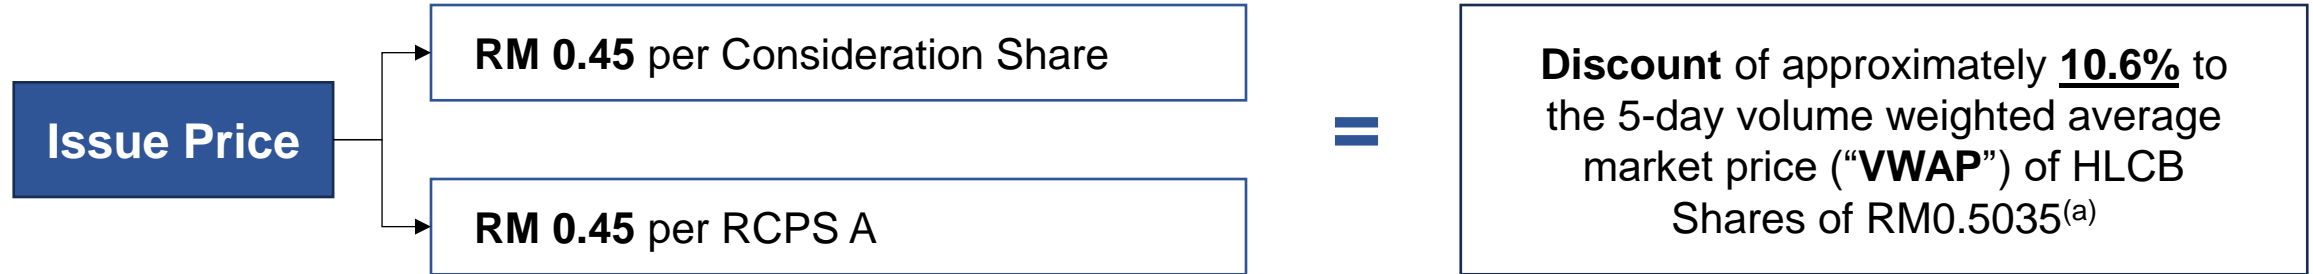 Issue Price
RM 0.45 per Consideration Share
RM 0.45 per RCPS A
=
Discount of approximately 10.6% to
the 5-day volume weighted average
market price (“VWAP”) of HLCB
Shares of RM0.5035(a)